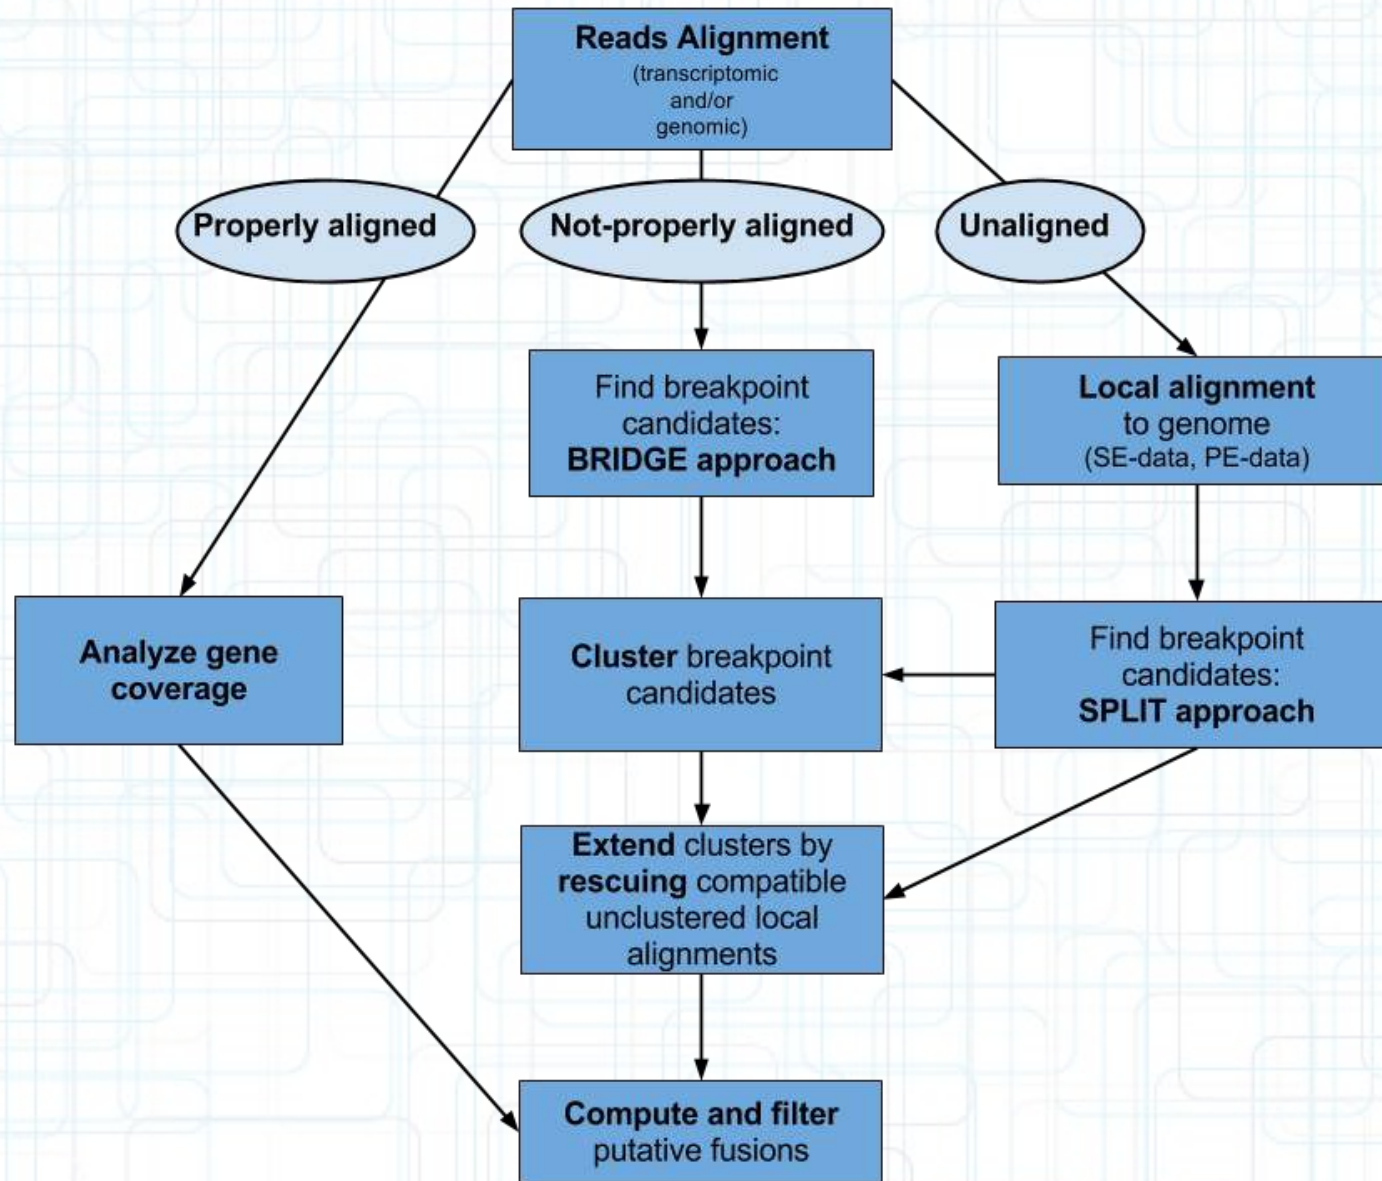 Reads Alignment
(transcriptomic
and/or
genomic)
Properly aligned
Not-properly aligned
Unaligned
Find breakpoint
candidates:
BRIDGE approach
Local alignment
to genome
(SE-data, PE-data)
Analyze gene
coverage
Cluster breakpoint
candidates
Find breakpoint
candidates:
SPLIT approach
Extend clusters by
rescuing compatible
unclustered local
alignments
Compute and filter
putative fusions